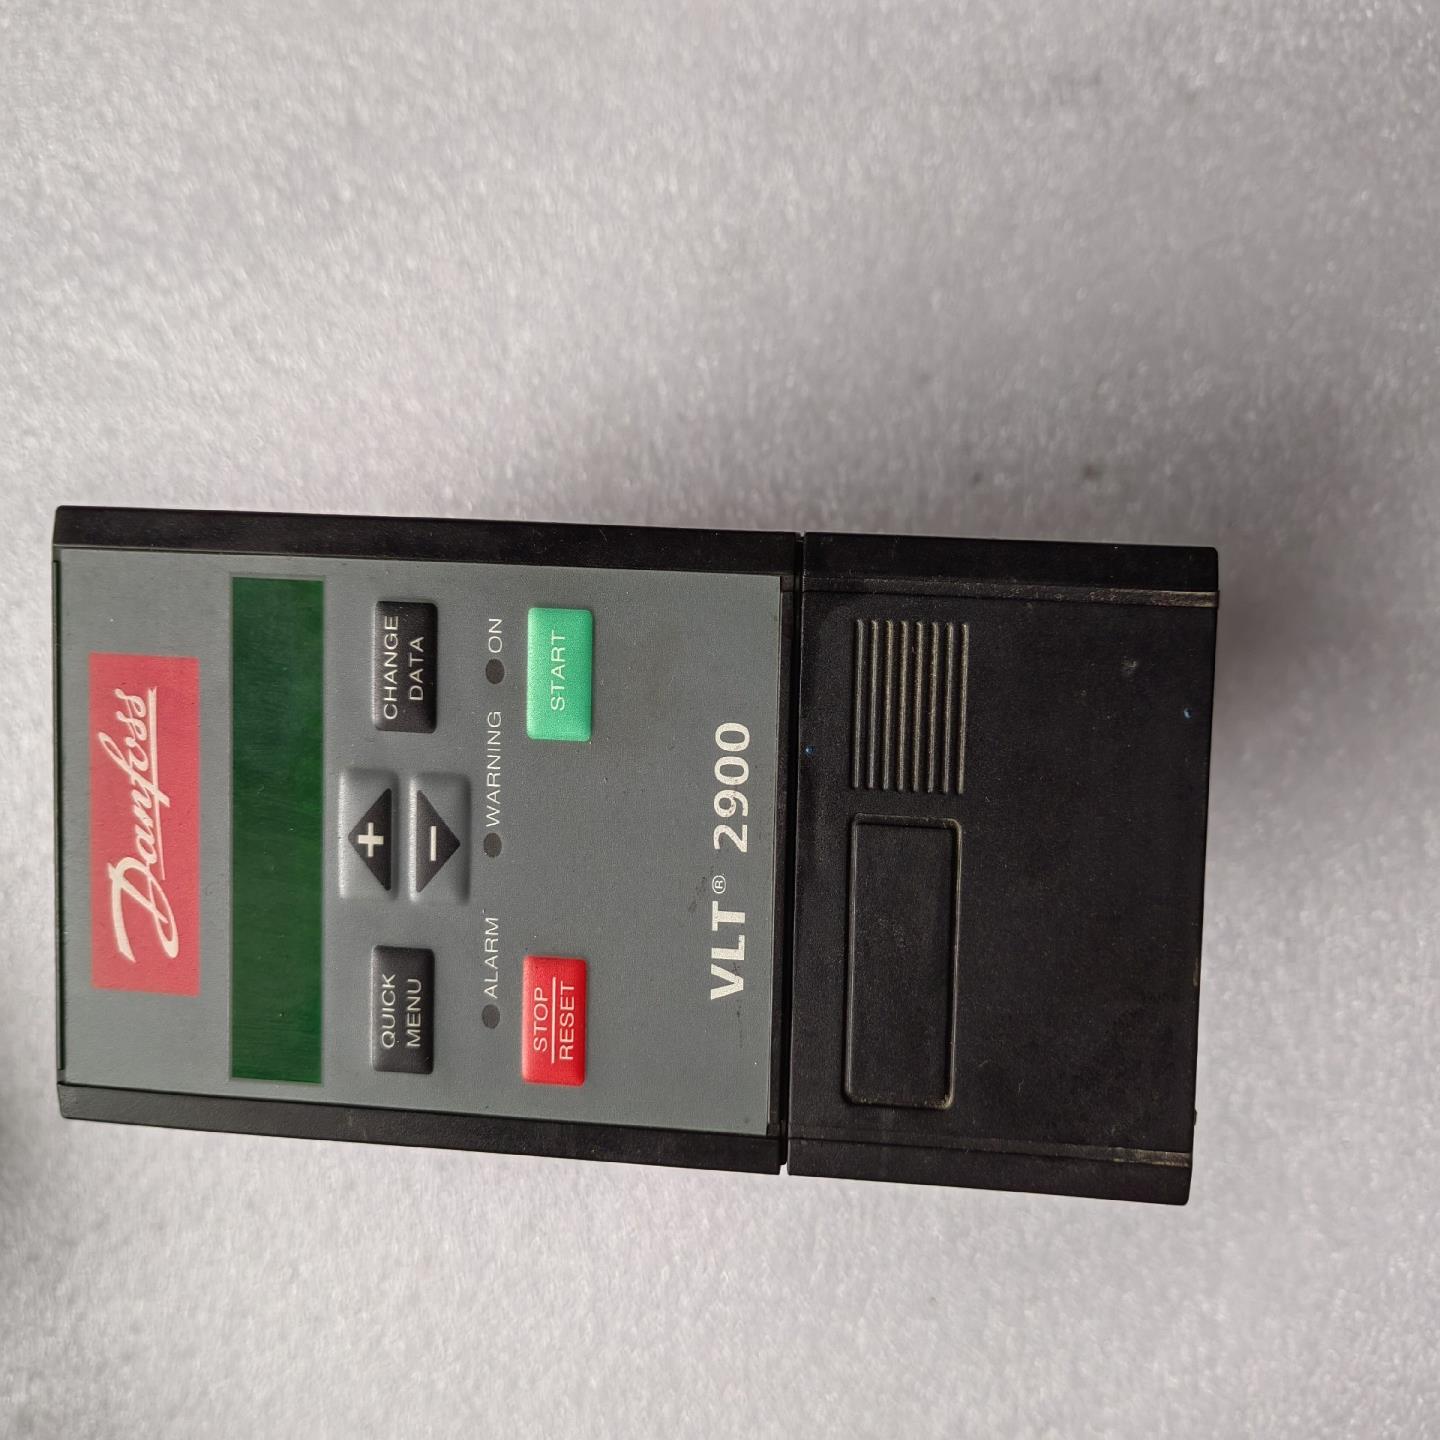 Danfoss
QUICK
MENU
+
−
CHANGE
DATA
ALARM
WARNING
ON
STOP
RESET
START
VLT® 2900